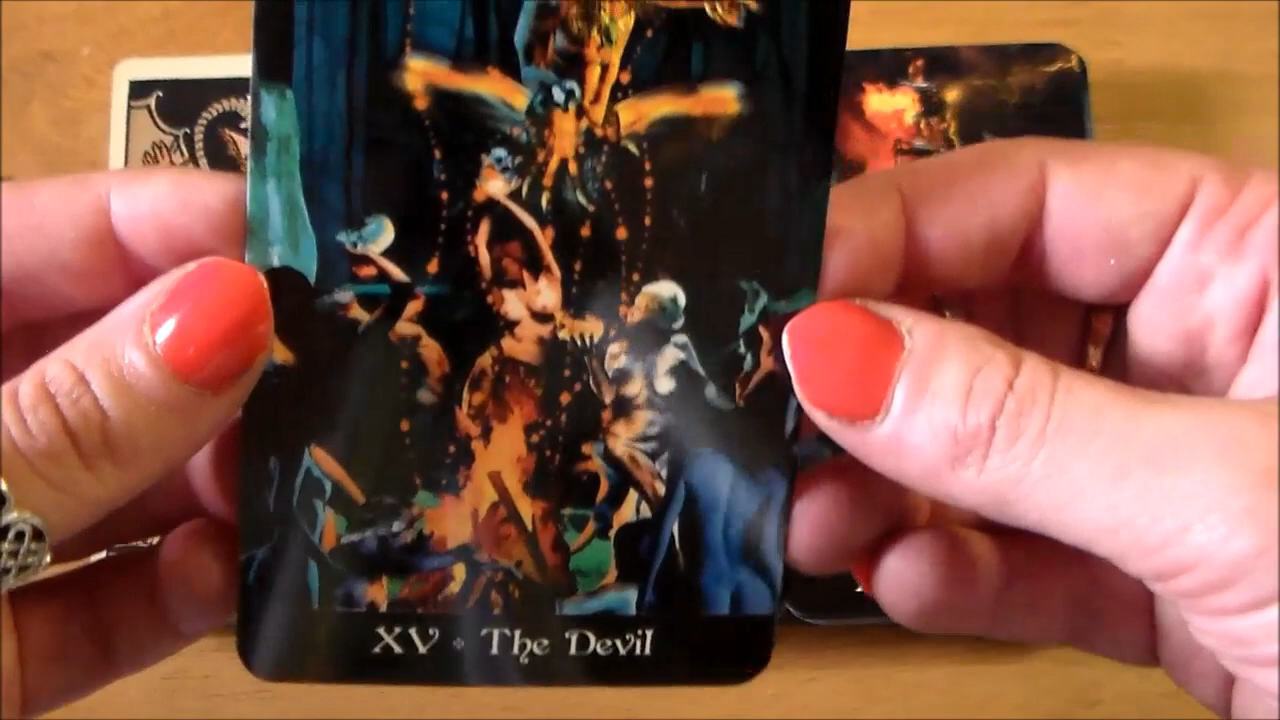 XV • The Devil